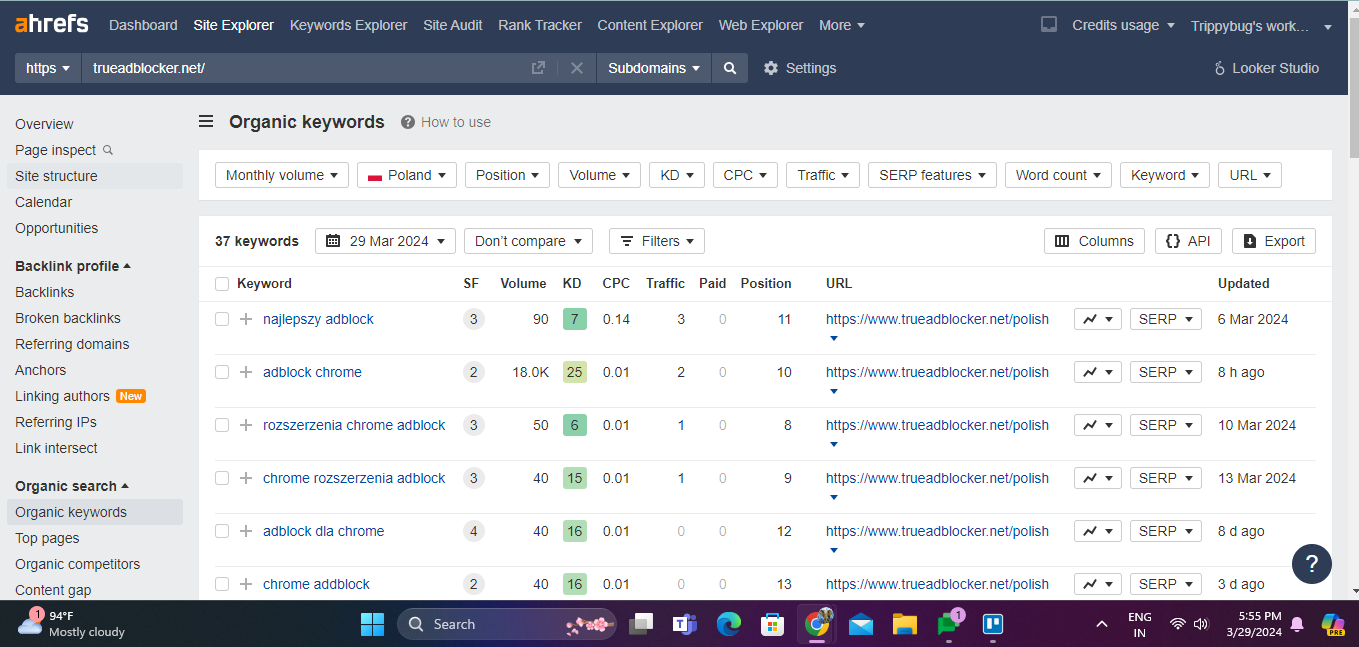 ahrefs Dashboard Site Explorer Keywords Explorer Site Audit Rank Tracker Content Explorer Web Explorer More Credits usage Trippybug's work...
https trueadblocker.net/ Subdomains Settings Looker Studio
Overview
Page inspect
Site structure
Calendar
Opportunities
Backlink profile
Backlinks
Broken backlinks
Referring domains
Anchors
Linking authors New
Referring IPs
Link intersect
Organic search
Organic keywords
Top pages
Organic competitors
Content gap
Organic keywords ? How to use
Monthly volume Poland Position Volume KD CPC Traffic SERP features Word count Keyword URL
37 keywords 29 Mar 2024 Don't compare Filters Columns {} API Export
Keyword SF Volume KD CPC Traffic Paid Position URL Updated
najlepszy adblock 3 90 7 0.14 3 0 11 https://www.trueadblocker.net/polish SERP 6 Mar 2024
adblock chrome 2 18.0K 25 0.01 2 0 10 https://www.trueadblocker.net/polish SERP 8 h ago
rozszerzenia chrome adblock 3 50 6 0.01 1 0 8 https://www.trueadblocker.net/polish SERP 10 Mar 2024
chrome rozszerzenia adblock 3 40 15 0.01 1 0 9 https://www.trueadblocker.net/polish SERP 13 Mar 2024
adblock dla chrome 4 40 16 0.01 0 0 12 https://www.trueadblocker.net/polish SERP 8 d ago
chrome addblock 2 40 16 0.01 0 0 13 https://www.trueadblocker.net/polish SERP 3 d ago
?
1 94°F
Mostly cloudy
Search
T
1
PRE
ENG
IN
5:55 PM
3/29/2024